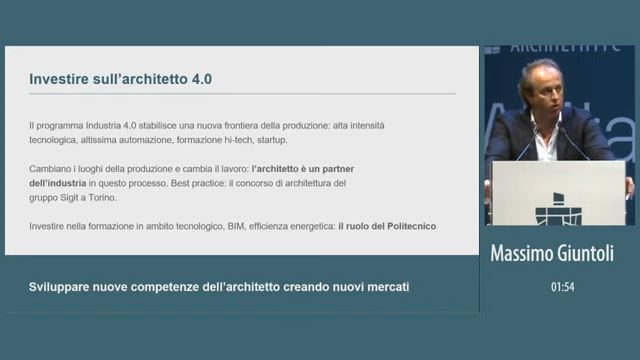 Investire sull'architetto 4.0
Il programma Industria 4.0 stabilisce una nuova frontiera della produzione: alta intensità
tecnologica, altissima automazione, formazione hi-tech, startup.
Cambiano i luoghi della produzione e cambia il lavoro: l'architetto è un partner
dell'industria in questo processo. Best practice: il concorso di architettura del
gruppo Sigit a Torino.
Investire nella formazione in ambito tecnologico, BIM, efficienza energetica: il ruolo del Politecnico
Sviluppare nuove competenze dell'architetto creando nuovi mercati
Massimo Giuntoli
01:54